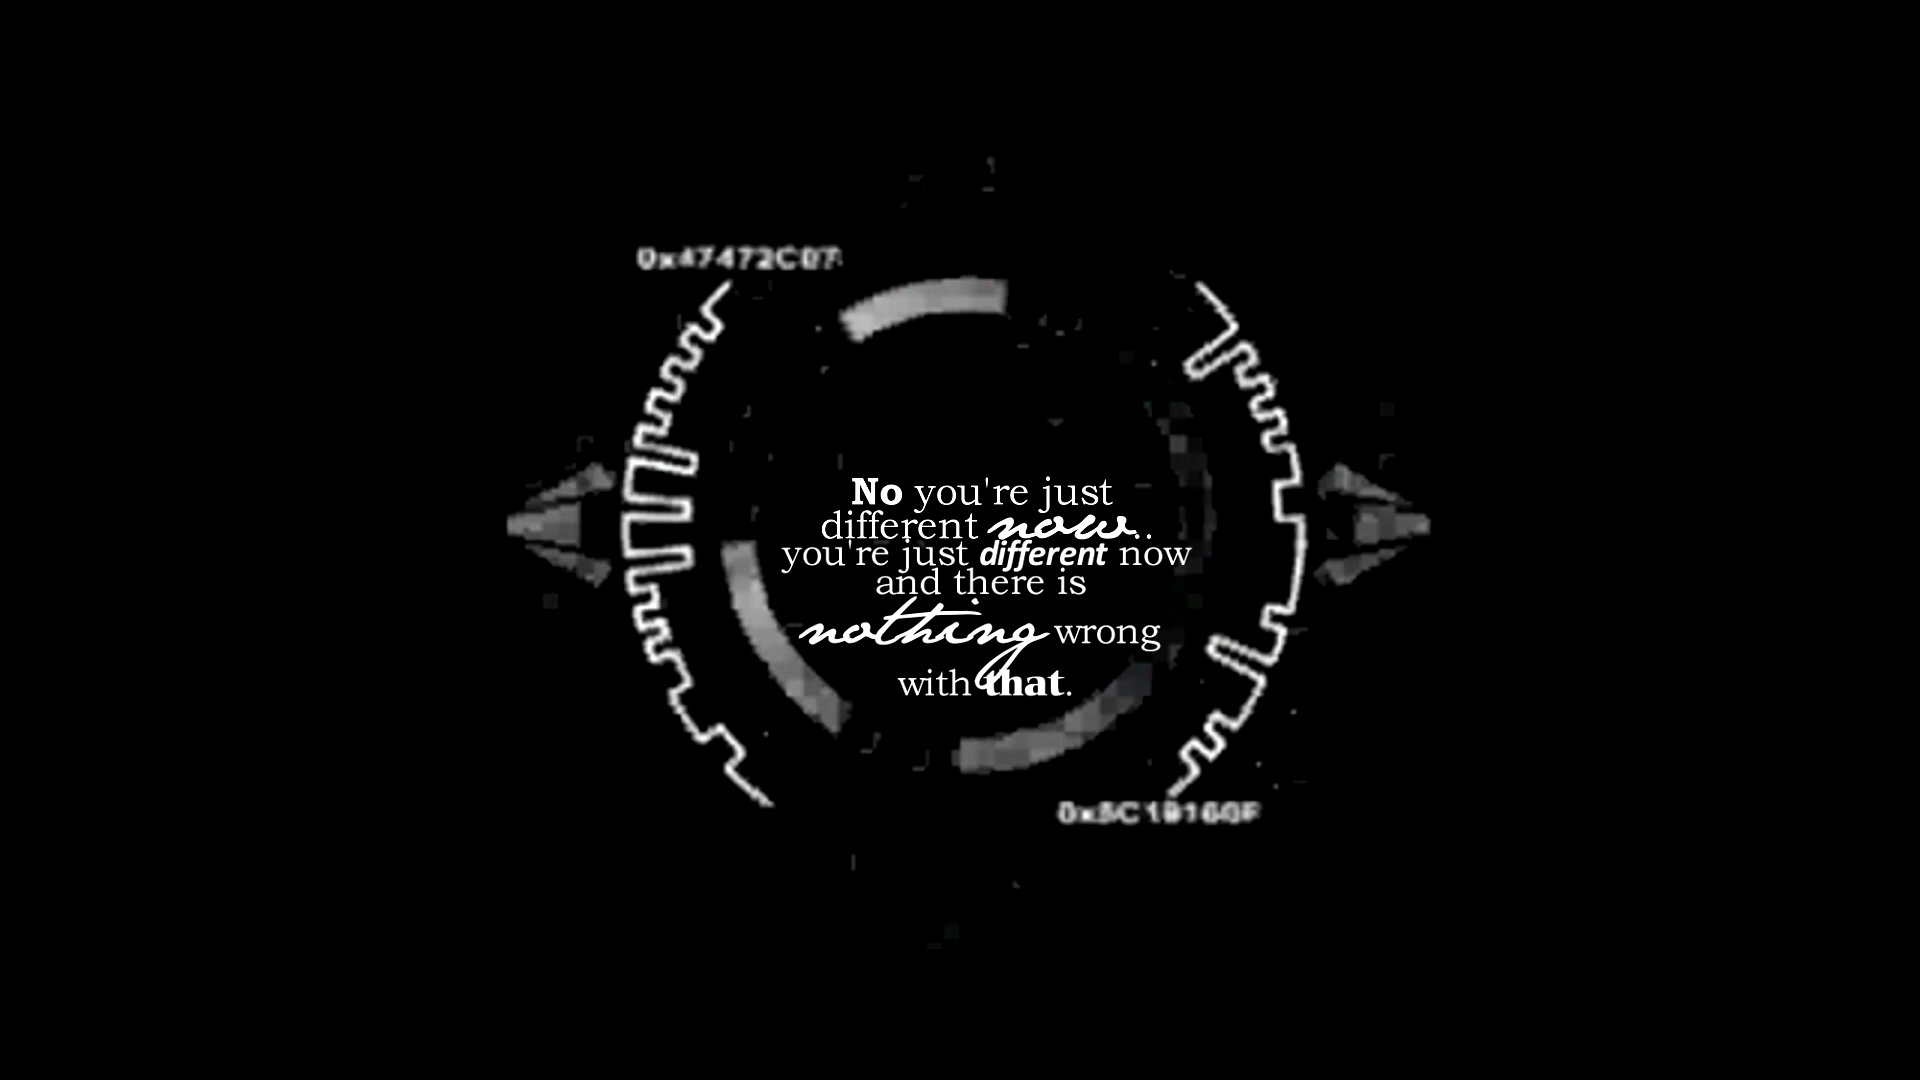 0x47472C07
No you're just
different now..
you're just different now
and there is
nothing wrong
with that.